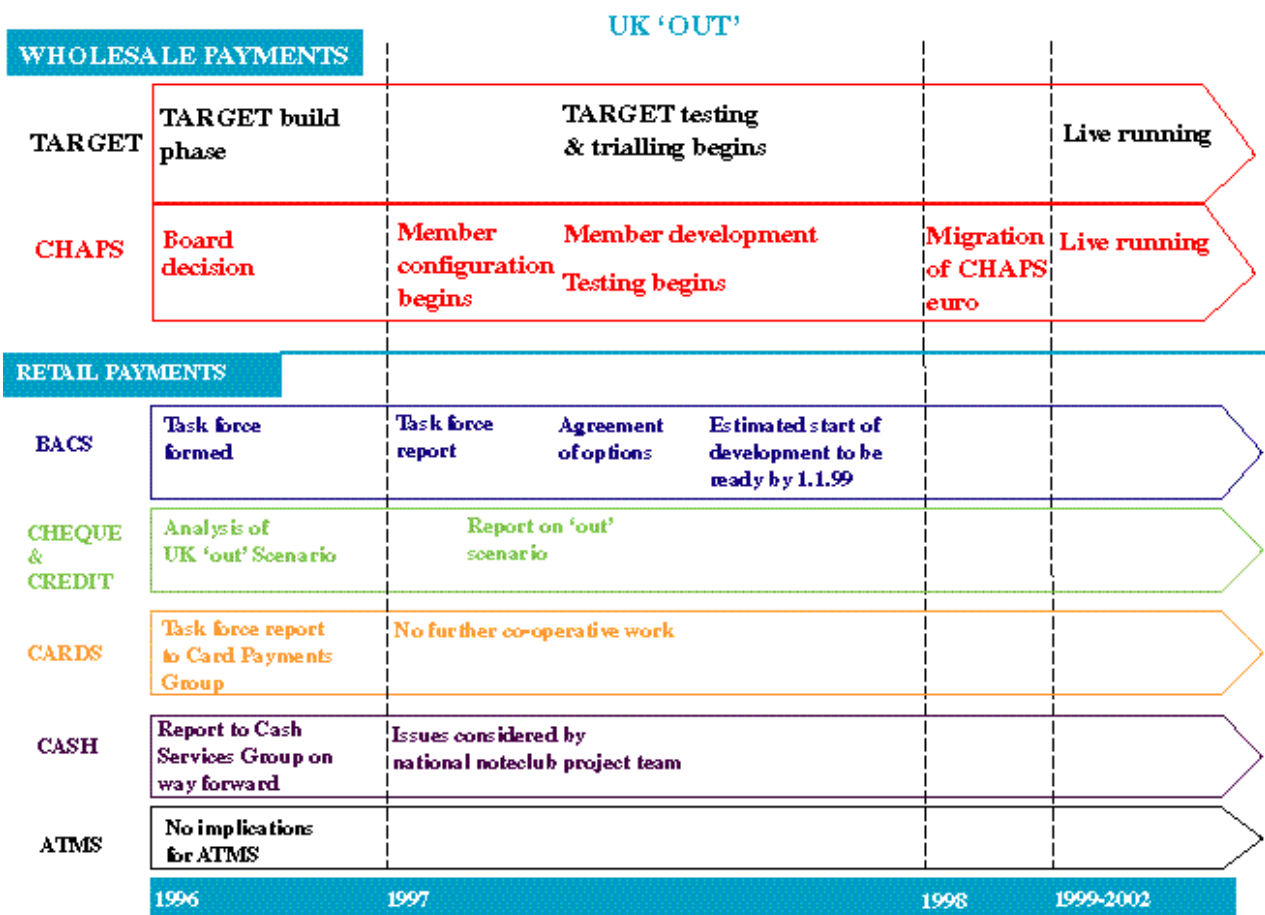 UK ‘OUT’
WHOLESALE PAYMENTS
TARGET
TARGET build
phase
TARGET testing
& trialling begins
Live running
CHAPS
Board
decision
Member
configuration
begins
Member development
Testing begins
Migration
of CHAPS
euro
Live running
RETAIL PAYMENTS
BACS
Task force
formed
Task force
report
Agreement
of options
Estimated start of
development to be
ready by 1.1.99
CHEQUE
&
CREDIT
Analysis of
UK ‘out’ Scenario
Report on ‘out’
scenario
CARDS
Task force report
to Card Payments
Group
No further co-operative work
CASH
Report to Cash
Services Group on
way forward
Issues considered by
national noteclub project team
ATMS
No implications
for ATMS
1996
1997
1998
1999-2002